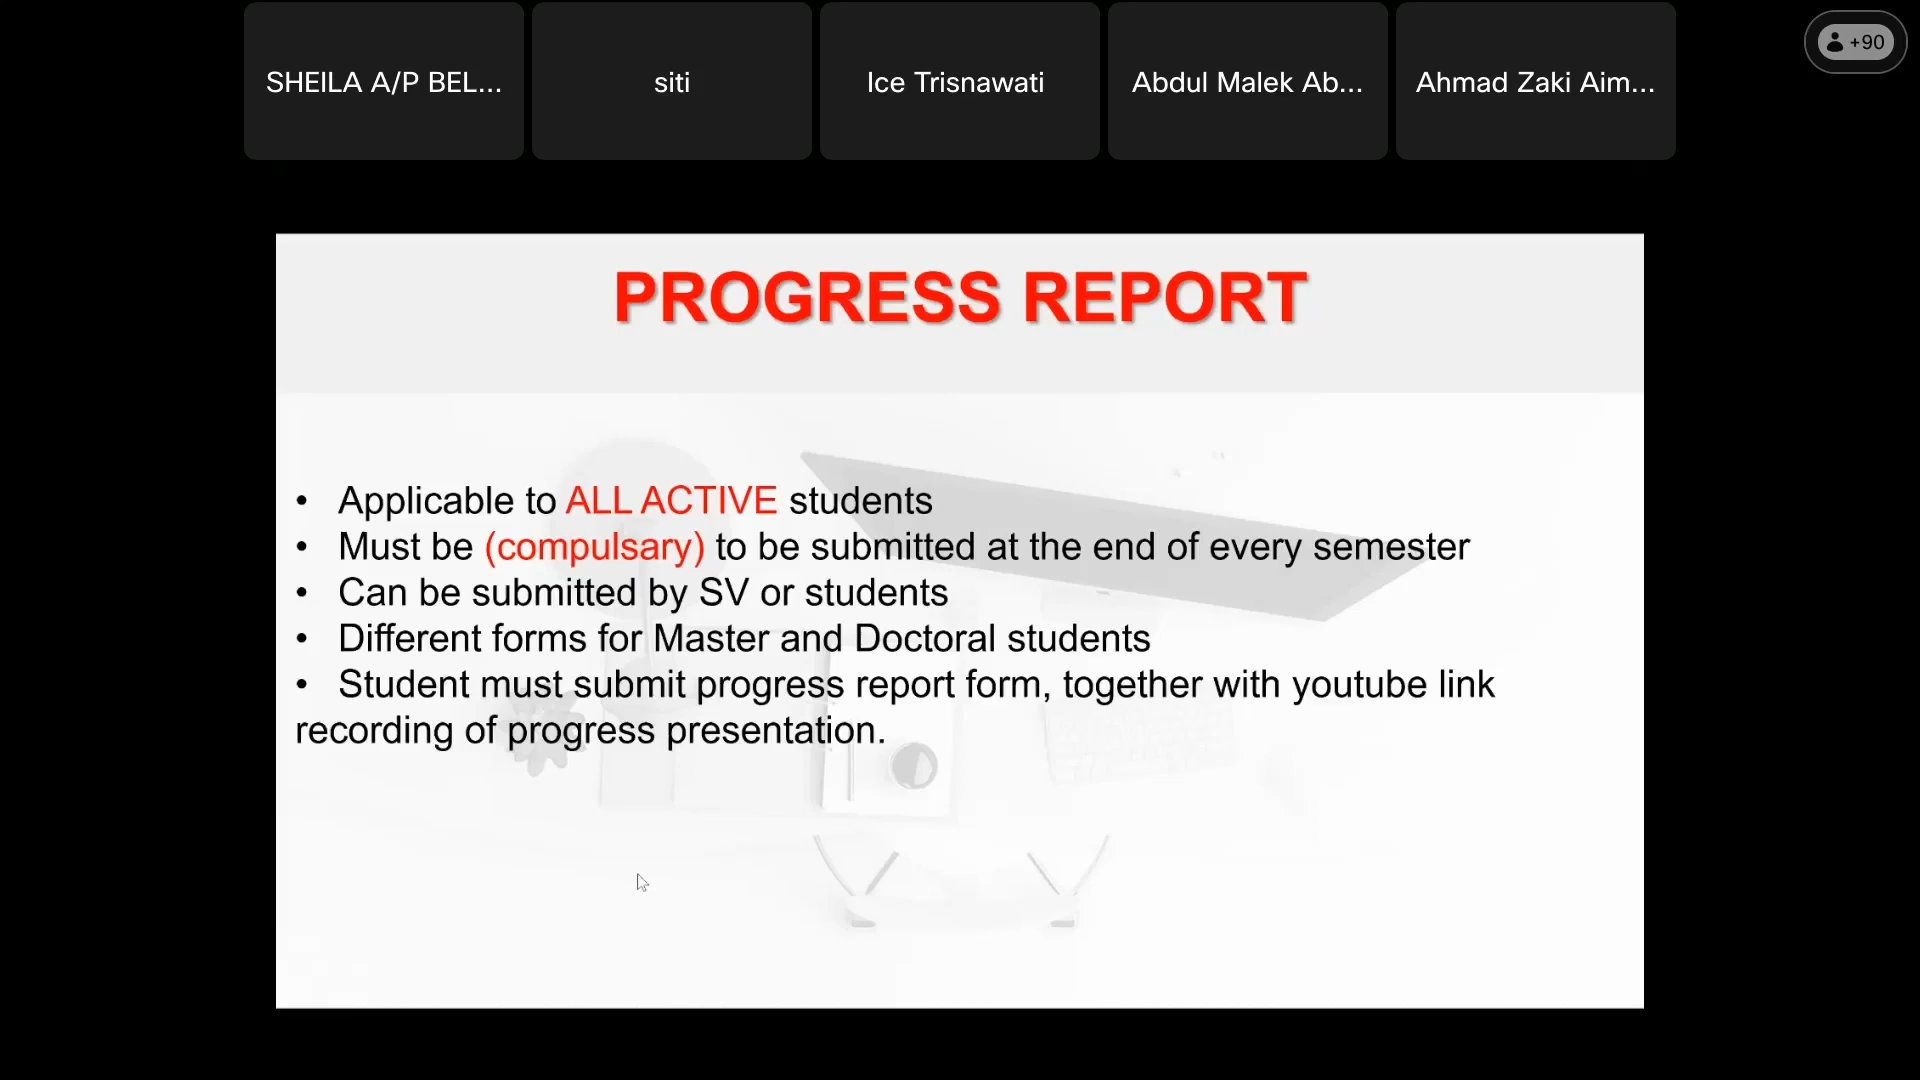 SHEILA A/P BEL...
siti
Ice Trisnawati
Abdul Malek Ab...
Ahmad Zaki Aim...
+90
PROGRESS REPORT
• Applicable to ALL ACTIVE students
• Must be (compulsary) to be submitted at the end of every semester
• Can be submitted by SV or students
• Different forms for Master and Doctoral students
• Student must submit progress report form, together with youtube link
recording of progress presentation.